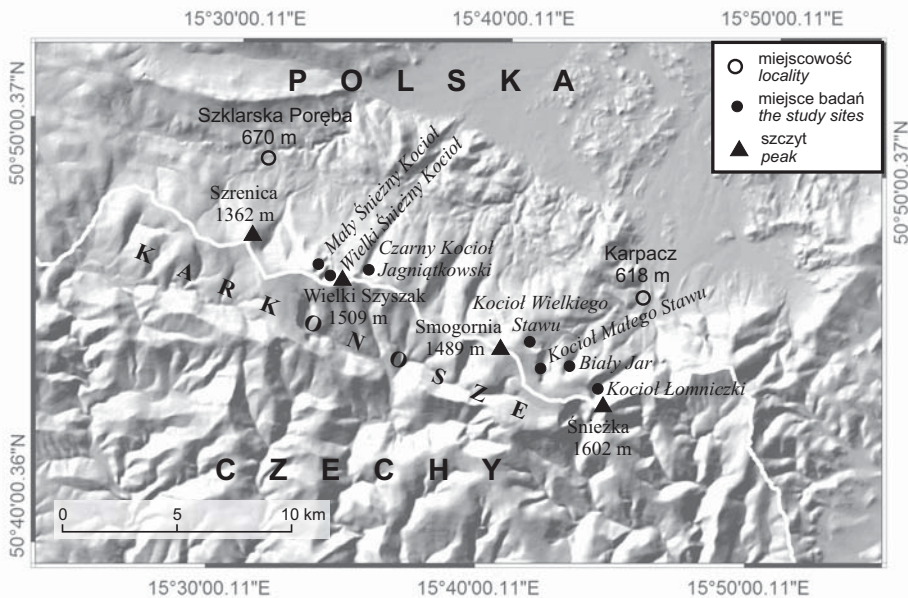 15°30'00.11"E
15°40'00.11"E
15°50'00.11"E
50°50'00.37"N
50°40'00.36"N
50°50'00.37"N
POLSKA
miejscowość
locality
miejsce badań
the study sites
szczyt
peak
Szklarska Poręba
670 m
Szrenica
1362 m
Mały Śnieżny Kocioł
Wielki Śnieżny Kocioł
Czarny Kocioł
Jagniątkowski
Wielki Szyszak
1509 m
KARKONOSZE
Karpacz
618 m
Kocioł Wielkiego
Stawu
Smogornia
1489 m
Kocioł Małego Stawu
Biały Jar
Kocioł Łomniczki
Śnieżka
1602 m
CZECHY
0 5 10 km
15°30'00.11"E
15°40'00.11"E
15°50'00.11"E